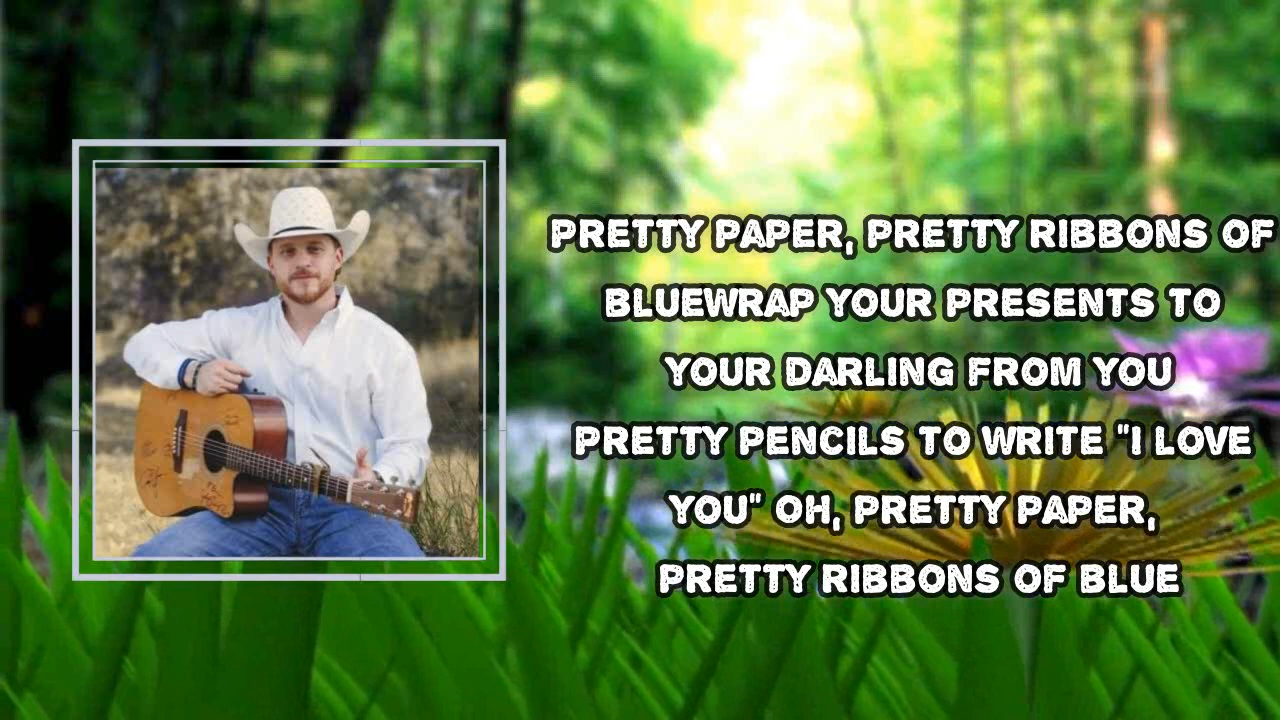 PRETTY PAPER, PRETTY RIBBONS OF
BLUEWRAP YOUR PRESENTS TO
YOUR DARLING FROM YOU
PRETTY PENCILS TO WRITE "I LOVE
YOU" OH, PRETTY PAPER,
PRETTY RIBBONS OF BLUE